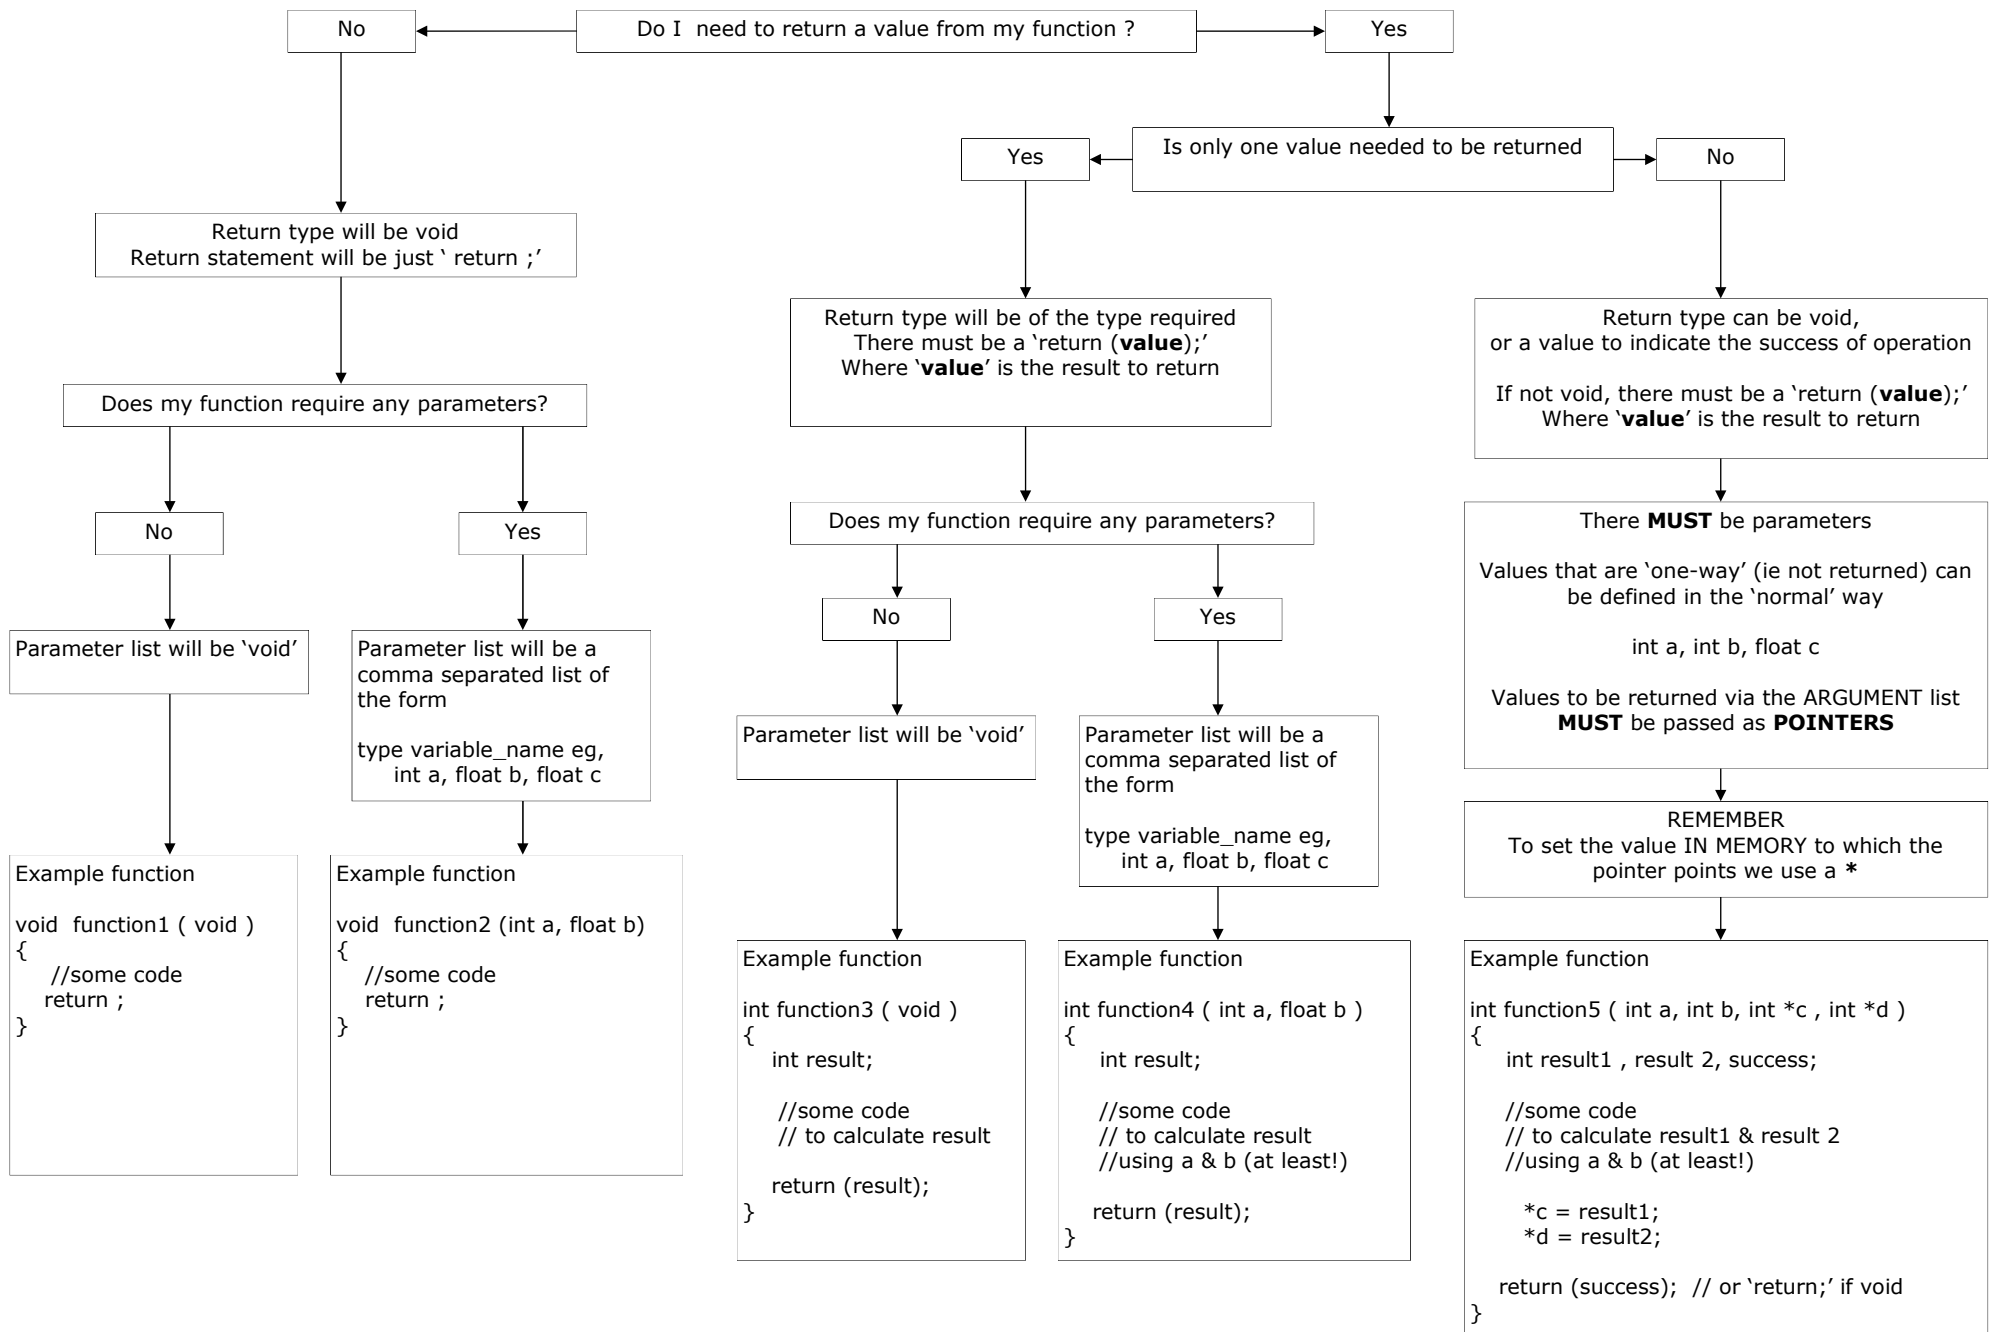 Do I  need to return a value from my function ?
No
Yes
Is only one value needed to be returned
Yes
No
Return type will be void
Return statement will be just ‘ return ;’
Does my function require any parameters?
No
Yes
Parameter list will be ‘void’
Parameter list will be a
comma separated list of
the form
type variable_name eg,
int a, float b, float c
Example function
void  function1 ( void )
{
//some code
return ;
}
Example function
void  function2 (int a, float b)
{
//some code
return ;
}
Return type will be of the type required
There must be a ‘return (value);’
Where ‘value’ is the result to return
Does my function require any parameters?
No
Yes
Parameter list will be ‘void’
Parameter list will be a
comma separated list of
the form
type variable_name eg,
int a, float b, float c
Example function
int function3 ( void )
{
int result;
//some code
// to calculate result
return (result);
}
Example function
int function4 ( int a, float b )
{
int result;
//some code
// to calculate result
//using a & b (at least!)
return (result);
}
Return type can be void,
or a value to indicate the success of operation
If not void, there must be a ‘return (value);’
Where ‘value’ is the result to return
There MUST be parameters
Values that are ‘one-way’ (ie not returned) can
be defined in the ‘normal’ way
int a, int b, float c
Values to be returned via the ARGUMENT list
MUST be passed as POINTERS
REMEMBER
To set the value IN MEMORY to which the
pointer points we use a *
Example function
int function5 ( int a, int b, int *c , int *d )
{
int result1 , result 2, success;
//some code
// to calculate result1 & result 2
//using a & b (at least!)
*c = result1;
*d = result2;
return (success);  // or ‘return;’ if void
}